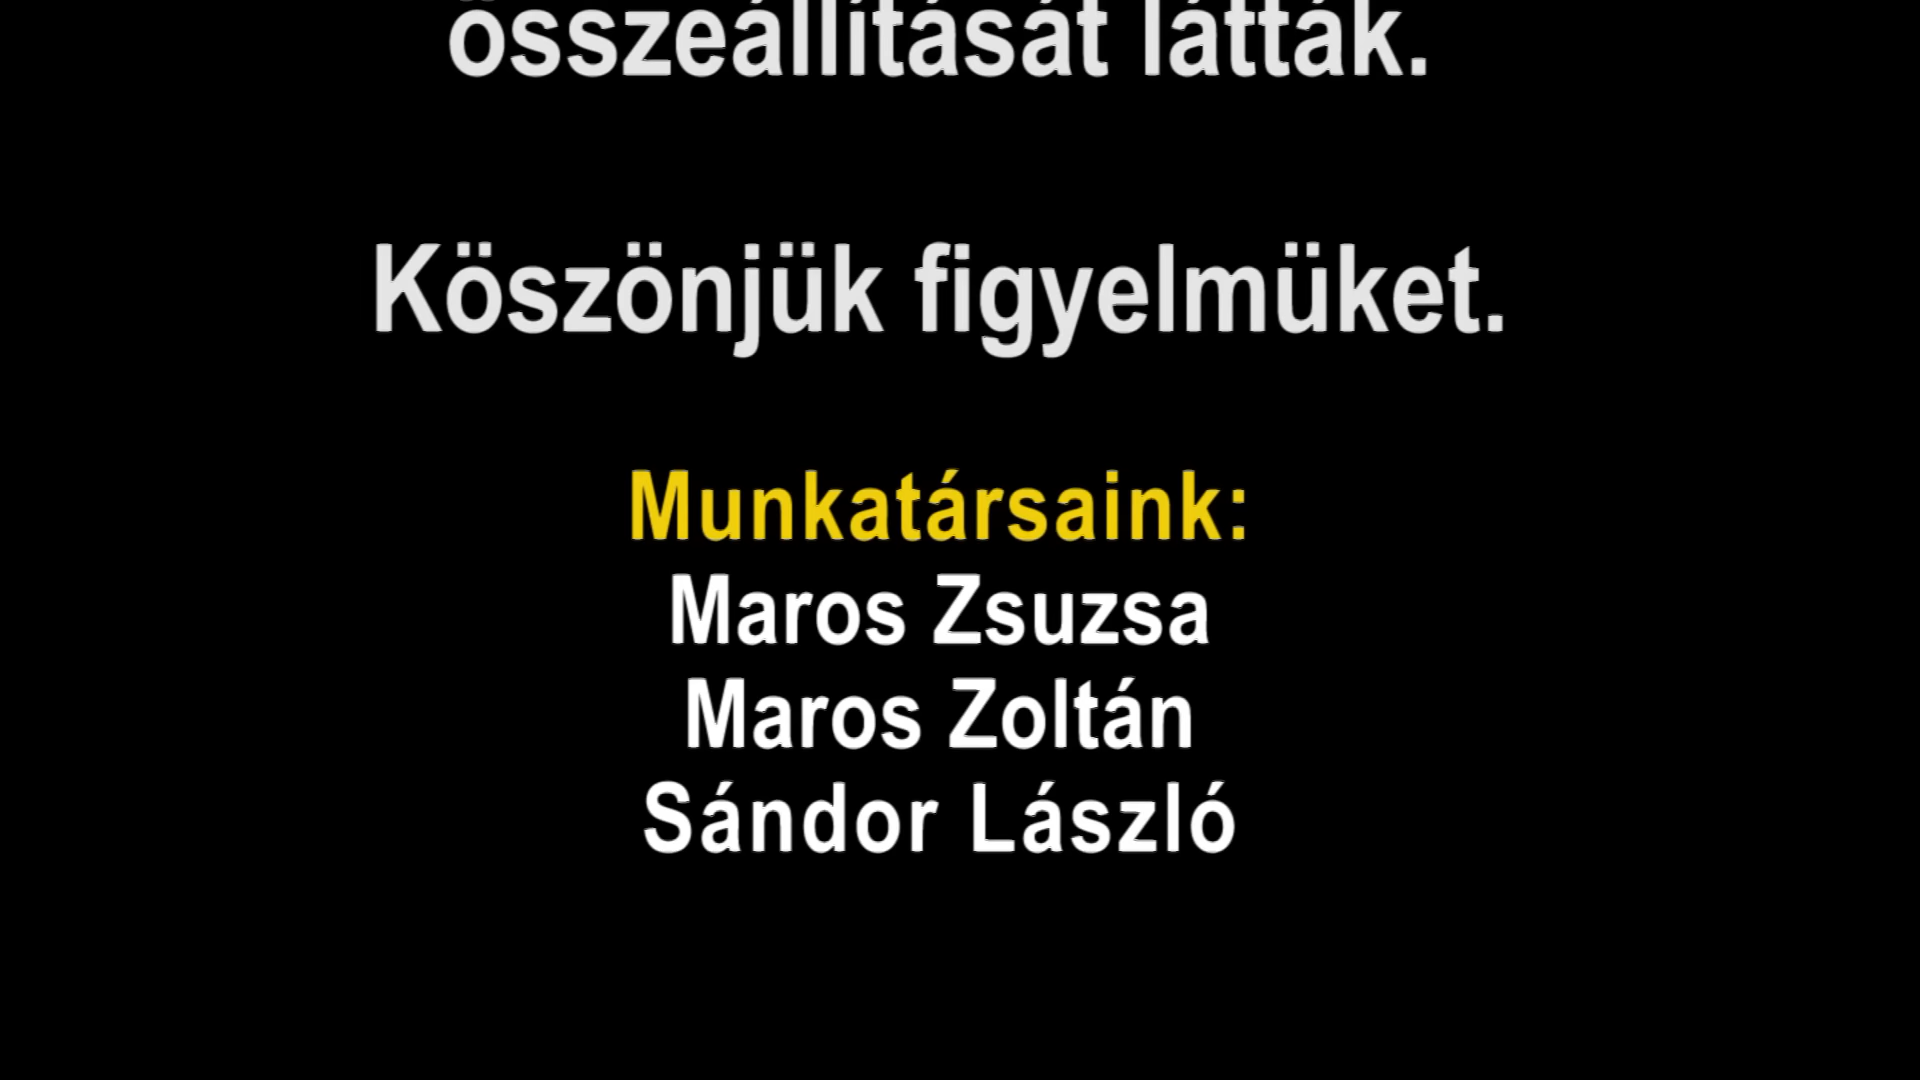 összeállítását látták.
Köszönjük figyelmüket.
Munkatársaink:
Maros Zsuzsa
Maros Zoltán
Sándor László